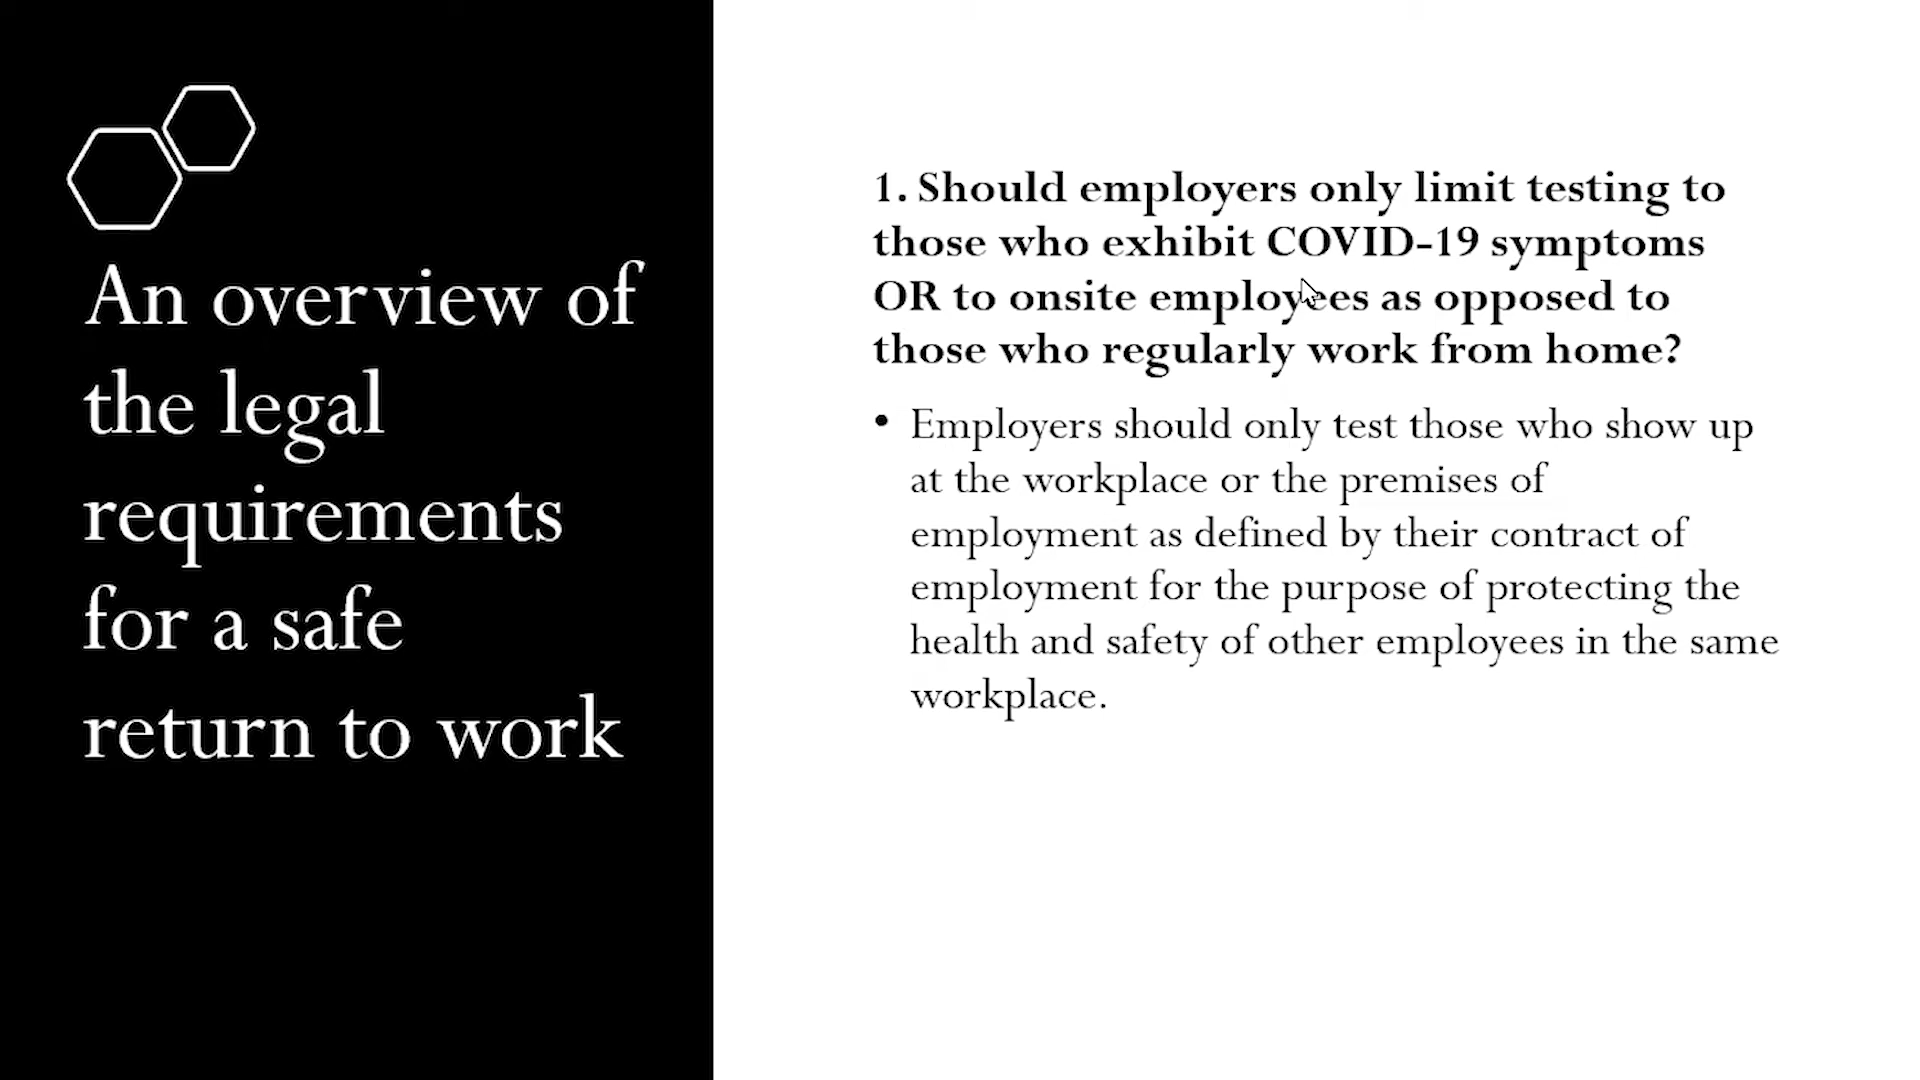 An overview of
the legal
requirements
for a safe
return to work
1. Should employers only limit testing to
those who exhibit COVID-19 symptoms
OR to onsite employees as opposed to
those who regularly work from home?
• Employers should only test those who show up
at the workplace or the premises of
employment as defined by their contract of
employment for the purpose of protecting the
health and safety of other employees in the same
workplace.